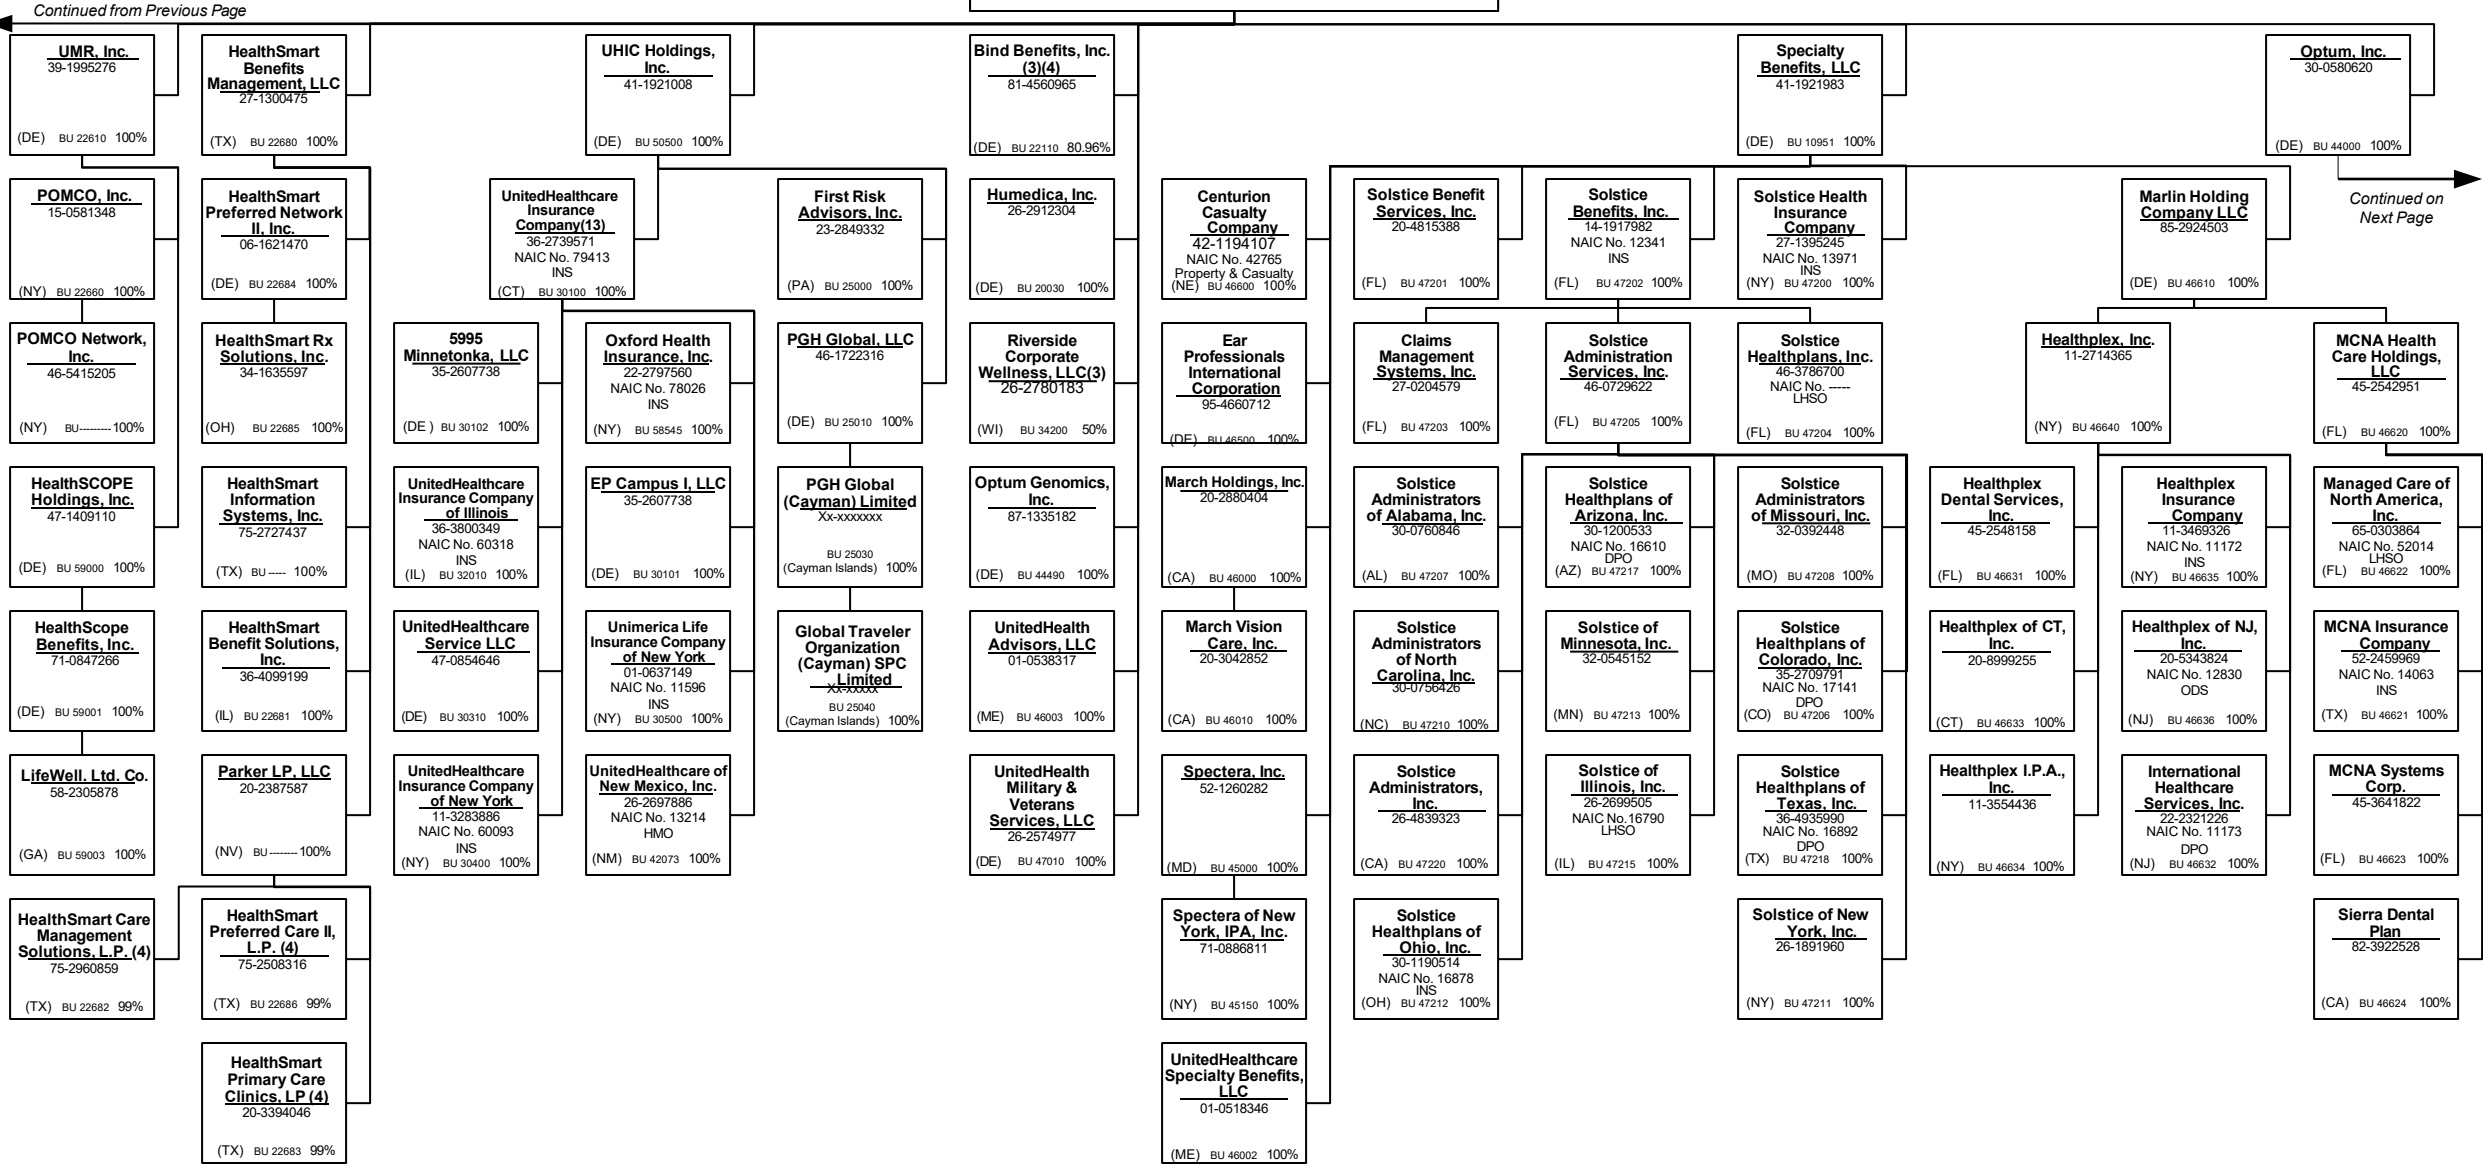 Continued from Previous Page
UMR, Inc.
39-1995276
(DE) BU 22610 100%
HealthSmart
Benefits
Management, LLC
27-1300475
(TX) BU 22680 100%
UHIC Holdings,
Inc.
41-1921008
(DE) BU 50500 100%
Bind Benefits, Inc.
(3)(4)
81-4560965
(DE) BU 22110 80.96%
Specialty
Benefits, LLC
41-1921983
(DE) BU 10951 100%
Optum, Inc.
30-0580620
(DE) BU 44000 100%
Continued on
Next Page
POMCO, Inc.
15-0581348
(NY) BU 22660 100%
HealthSmart
Preferred Network
II, Inc.
06-1621470
(DE) BU 22684 100%
UnitedHealthcare
Insurance
Company(13)
36-2739571
NAIC No. 79413
INS
(CT) BU 30100 100%
First Risk
Advisors, Inc.
23-2849332
(PA) BU 25000 100%
Humedica, Inc.
26-2912304
(DE) BU 20030 100%
Centurion
Casualty
Company
42-1194107
NAIC No. 42765
Property & Casualty
(NE) BU 46600 100%
Solstice Benefit
Services, Inc.
20-4815388
(FL) BU 47201 100%
Solstice
Benefits, Inc.
14-1917982
NAIC No. 12341
INS
(FL) BU 47202 100%
Solstice Health
Insurance
Company
27-1395245
NAIC No. 13971
INS
(NY) BU 47200 100%
Marlin Holding
Company LLC
85-2924503
(DE) BU 46610 100%
POMCO Network,
Inc.
46-5415205
(NY) BU--------- 100%
HealthSmart Rx
Solutions, Inc.
34-1635597
(OH) BU 22685 100%
5995
Minnetonka, LLC
35-2607738
(DE ) BU 30102 100%
Oxford Health
Insurance, Inc.
22-2797560
NAIC No. 78026
INS
(NY) BU 58545 100%
PGH Global, LLC
46-1722316
(DE) BU 25010 100%
Riverside
Corporate
Wellness, LLC(3)
26-2780183
(WI) BU 34200 50%
Ear
Professionals
International
Corporation
95-4660712
(DE) BU 46500 100%
Claims
Management
Systems, Inc.
27-0204579
(FL) BU 47203 100%
Solstice
Administration
Services, Inc.
46-0729622
(FL) BU 47205 100%
Solstice
Healthplans, Inc.
46-3786700
NAIC No. -----
LHSO
(FL) BU 47204 100%
Healthplex, Inc.
11-2714365
(NY) BU 46640 100%
MCNA Health
Care Holdings,
LLC
45-2542951
(FL) BU 46620 100%
HealthSCOPE
Holdings, Inc.
47-1409110
(DE) BU 59000 100%
HealthSmart
Information
Systems, Inc.
75-2727437
(TX) BU ----- 100%
UnitedHealthcare
Insurance Company
of Illinois
36-3800349
NAIC No. 60318
INS
(IL) BU 32010 100%
EP Campus I, LLC
35-2607738
(DE) BU 30101 100%
PGH Global
(Cayman) Limited
Xx-xxxxxxx
BU 25030
(Cayman Islands) 100%
Optum Genomics,
Inc.
87-1335182
(DE) BU 44490 100%
March Holdings, Inc.
20-2880404
(CA) BU 46000 100%
Solstice
Administrators
of Alabama, Inc.
30-0760846
(AL) BU 47207 100%
Solstice
Healthplans of
Arizona, Inc.
30-1200533
NAIC No. 16610
DPO
(AZ) BU 47217 100%
Solstice
Administrators
of Missouri, Inc.
32-0392448
(MO) BU 47208 100%
Healthplex
Dental Services,
Inc.
45-2548158
(FL) BU 46631 100%
Healthplex
Insurance
Company
11-3469326
NAIC No. 11172
INS
(NY) BU 46635 100%
Managed Care of
North America,
Inc.
65-0303864
NAIC No. 52014
LHSO
(FL) BU 46622 100%
HealthScope
Benefits, Inc.
71-0847266
(DE) BU 59001 100%
HealthSmart
Benefit Solutions,
Inc.
36-4099199
(IL) BU 22681 100%
UnitedHealthcare
Service LLC
47-0854646
(DE) BU 30310 100%
Unimerica Life
Insurance Company
of New York
01-0637149
NAIC No. 11596
INS
(NY) BU 30500 100%
Global Traveler
Organization
(Cayman) SPC
Limited
Xx-xxxxx
BU 25040
(Cayman Islands) 100%
UnitedHealth
Advisors, LLC
01-0538317
(ME) BU 46003 100%
March Vision
Care, Inc.
20-3042852
(CA) BU 46010 100%
Solstice
Administrators
of North
Carolina, Inc.
30-0756426
(NC) BU 47210 100%
Solstice of
Minnesota, Inc.
32-0545152
(MN) BU 47213 100%
Solstice
Healthplans of
Colorado, Inc.
35-2709791
NAIC No. 17141
DPO
(CO) BU 47206 100%
Healthplex of CT,
Inc.
20-8999255
(CT) BU 46633 100%
Healthplex of NJ,
Inc.
20-5343824
NAIC No. 12830
ODS
(NJ) BU 46636 100%
MCNA Insurance
Company
52-2459969
NAIC No. 14063
INS
(TX) BU 46621 100%
LifeWell. Ltd. Co.
58-2305878
(GA) BU 59003 100%
Parker LP, LLC
20-2387587
(NV) BU -------- 100%
UnitedHealthcare
Insurance Company
of New York
11-3283886
NAIC No. 60093
INS
(NY) BU 30400 100%
UnitedHealthcare of
New Mexico, Inc.
26-2697886
NAIC No. 13214
HMO
(NM) BU 42073 100%
UnitedHealth
Military &
Veterans
Services, LLC
26-2574977
(DE) BU 47010 100%
Spectera, Inc.
52-1260282
(MD) BU 45000 100%
Solstice
Administrators,
Inc.
26-4839323
(CA) BU 47220 100%
Solstice of
Illinois, Inc.
26-2699505
NAIC No.16790
LHSO
(IL) BU 47215 100%
Solstice
Healthplans of
Texas, Inc.
36-4935990
NAIC No. 16892
DPO
(TX) BU 47218 100%
Healthplex I.P.A.,
Inc.
11-3554436
(NY) BU 46634 100%
International
Healthcare
Services, Inc.
22-2321226
NAIC No. 11173
DPO
(NJ) BU 46632 100%
MCNA Systems
Corp.
45-3641822
(FL) BU 46623 100%
HealthSmart Care
Management
Solutions, L.P. (4)
75-2960859
(TX) BU 22682 99%
HealthSmart
Preferred Care II,
L.P. (4)
75-2508316
(TX) BU 22686 99%
Spectera of New
York, IPA, Inc.
71-0886811
(NY) BU 45150 100%
Solstice
Healthplans of
Ohio, Inc.
30-1190514
NAIC No. 16878
INS
(OH) BU 47212 100%
Solstice of New
York, Inc.
26-1891960
(NY) BU 47211 100%
Sierra Dental
Plan
82-3922528
(CA) BU 46624 100%
HealthSmart
Primary Care
Clinics, LP (4)
20-3394046
(TX) BU 22683 99%
UnitedHealthcare
Specialty Benefits,
LLC
01-0518346
(ME) BU 46002 100%